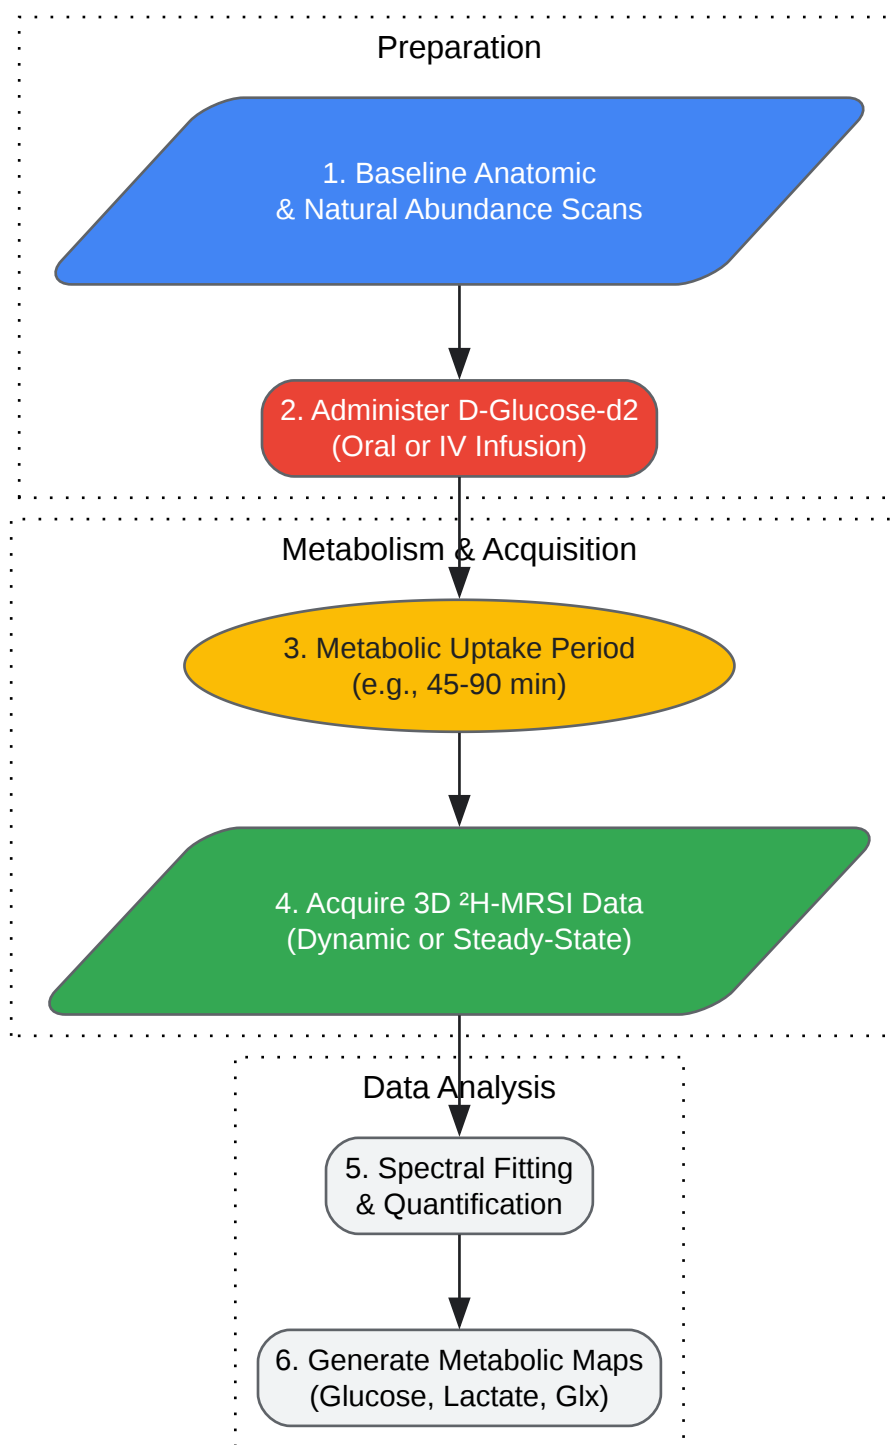 Preparation
1. Baseline Anatomic
& Natural Abundance Scans
2. Administer D-Glucose-d2
(Oral or IV Infusion)
Metabolism & Acquisition
3. Metabolic Uptake Period
(e.g., 45-90 min)
4. Acquire 3D ²H-MRSI Data
(Dynamic or Steady-State)
Data Analysis
5. Spectral Fitting
& Quantification
6. Generate Metabolic Maps
(Glucose, Lactate, Glx)